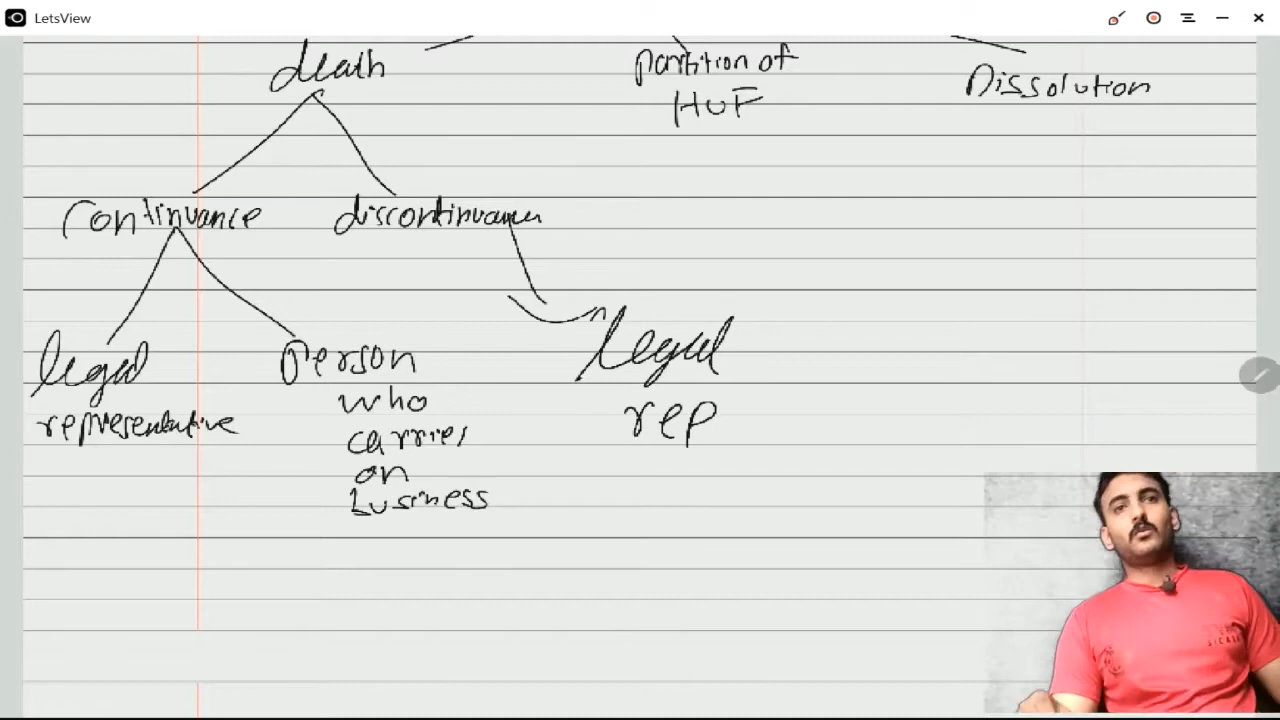 LetsView
death
partition of
HUF
Dissolution
Continuance
discontinuance
legal
representative
person
who
carries
on
business
legal
rep